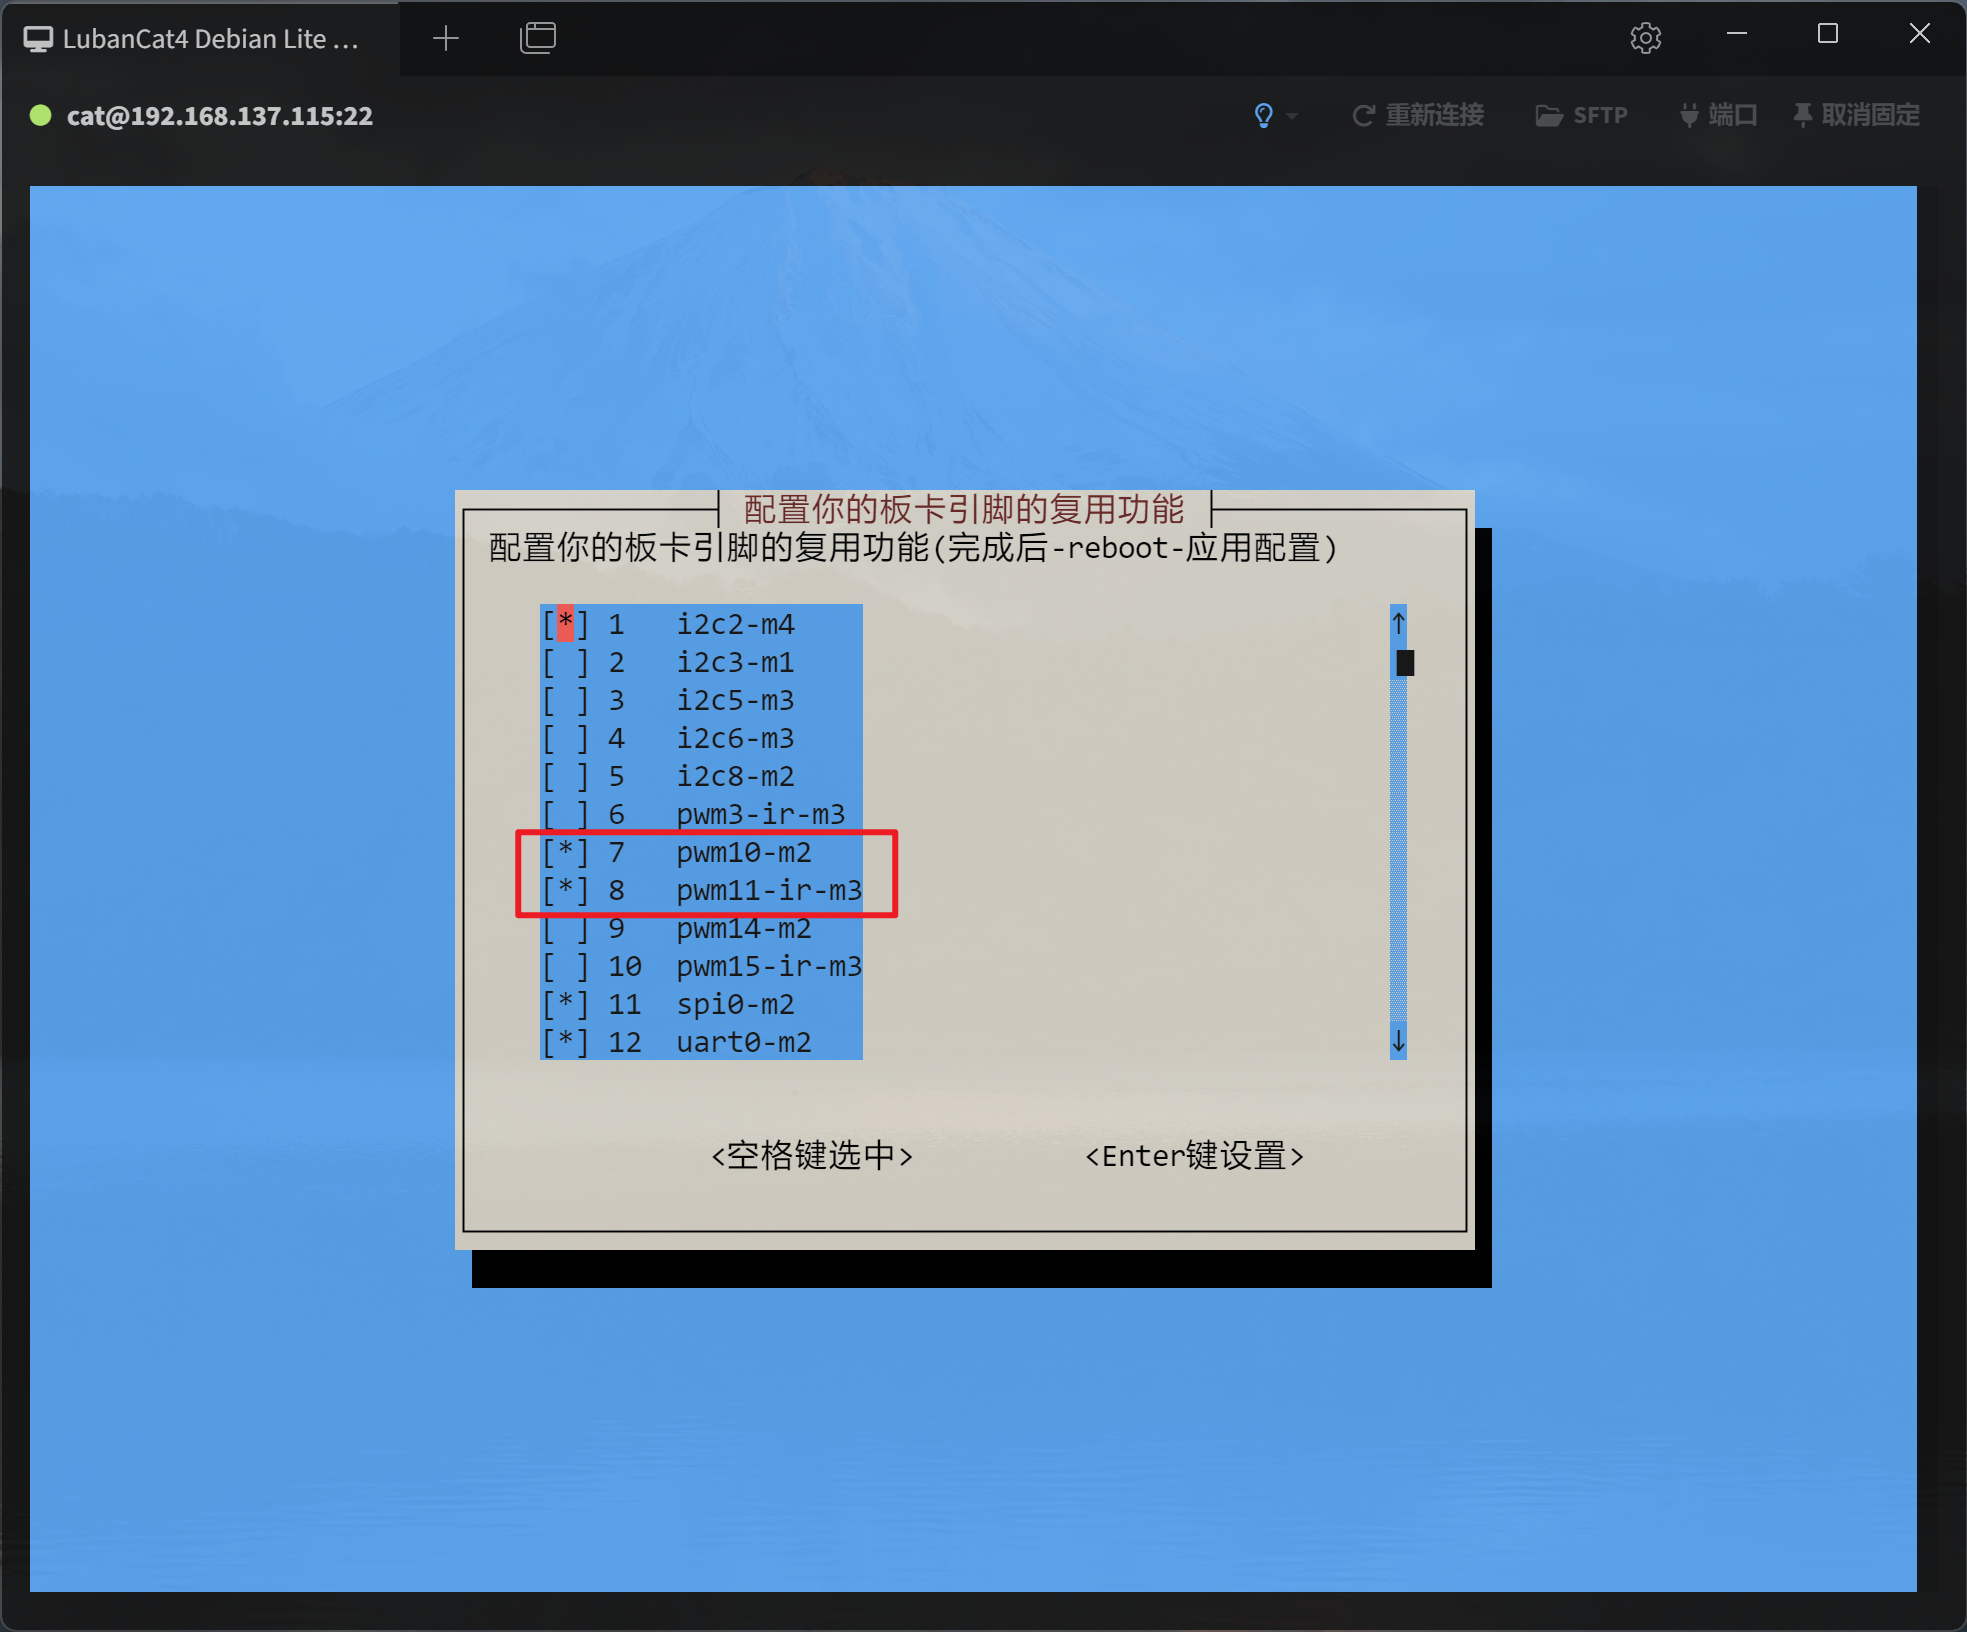 LubanCat4 Debian Lite ...
cat@192.168.137.115:22
重新连接 SFTP 端口 取消固定
配置你的板卡引脚的复用功能
配置你的板卡引脚的复用功能(完成后-reboot-应用配置)
[*] 1 i2c2-m4
[ ] 2 i2c3-m1
[ ] 3 i2c5-m3
[ ] 4 i2c6-m3
[ ] 5 i2c8-m2
[ ] 6 pwm3-ir-m3
[*] 7 pwm10-m2
[*] 8 pwm11-ir-m3
[ ] 9 pwm14-m2
[ ] 10 pwm15-ir-m3
[*] 11 spi0-m2
[*] 12 uart0-m2
<空格键选中> <Enter键设置>